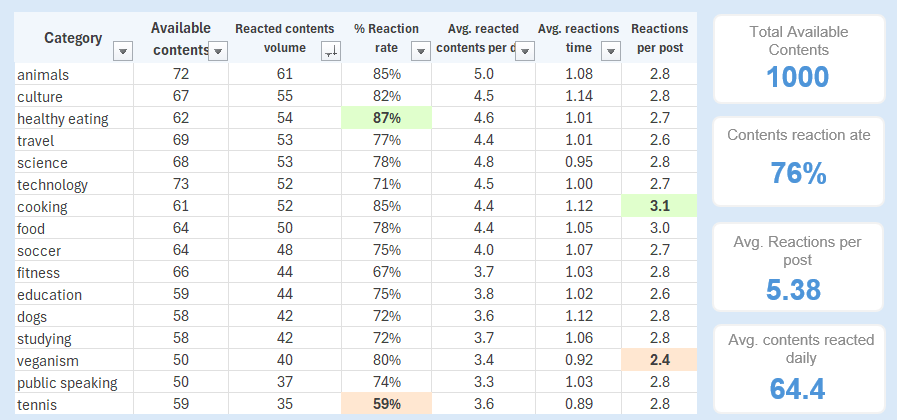 Category Available contents Reacted contents volume % Reaction rate Avg. reacted contents per d Avg. reactions time Reactions per post
animals 72 61 85% 5.0 1.08 2.8
culture 67 55 82% 4.5 1.14 2.8
healthy eating 62 54 87% 4.6 1.01 2.7
travel 69 53 77% 4.4 1.01 2.6
science 68 53 78% 4.8 0.95 2.8
technology 73 52 71% 4.5 1.00 2.7
cooking 61 52 85% 4.4 1.12 3.1
food 64 50 78% 4.4 1.05 3.0
soccer 64 48 75% 4.0 1.07 2.7
fitness 66 44 67% 3.7 1.03 2.8
education 59 44 75% 3.8 1.02 2.6
dogs 58 42 72% 3.6 1.12 2.8
studying 58 42 72% 3.7 1.06 2.8
veganism 50 40 80% 3.4 0.92 2.4
public speaking 50 37 74% 3.3 1.03 2.8
tennis 59 35 59% 3.6 0.89 2.8
Total Available
Contents
1000
Contents reaction ate
76%
Avg. Reactions per
post
5.38
Avg. contents reacted
daily
64.4